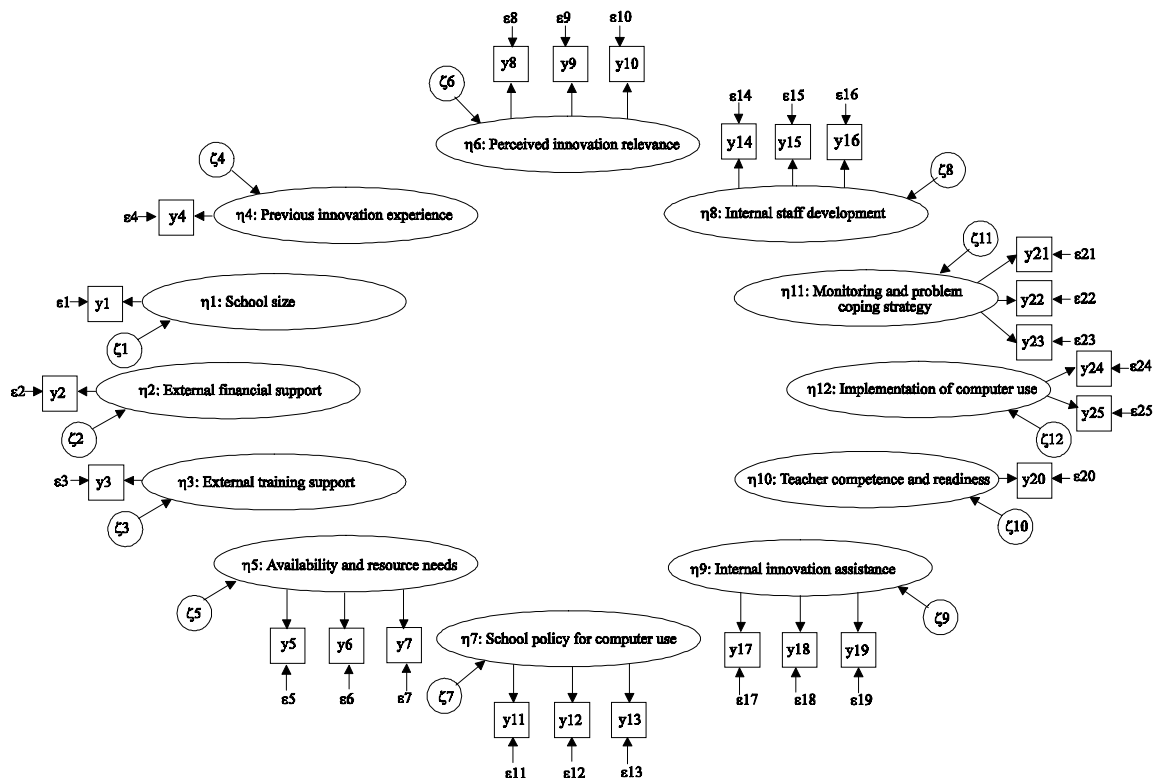 ε8 ε9 ε10
y8 y9 y10
ζ6
η6: Perceived innovation relevance
ε14 ε15 ε16
y14 y15 y16
ζ8
η8: Internal staff development
ζ4
ε4 y4 η4: Previous innovation experience
ζ11
η11: Monitoring and problem
coping strategy
y21 ε21
y22 ε22
y23 ε23
ε1 y1 η1: School size
ζ1
ε2 y2 η2: External financial support
ζ2
η12: Implementation of computer use
y24 ε24
y25 ε25
ζ12
ε3 y3 η3: External training support
ζ3
η10: Teacher competence and readiness y20 ε20
ζ10
η5: Availability and resource needs
ζ5
y5 y6 y7
ε5 ε6 ε7
η9: Internal innovation assistance
ζ9
y17 y18 y19
ε17 ε18 ε19
η7: School policy for computer use
ζ7
y11 y12 y13
ε11 ε12 ε13